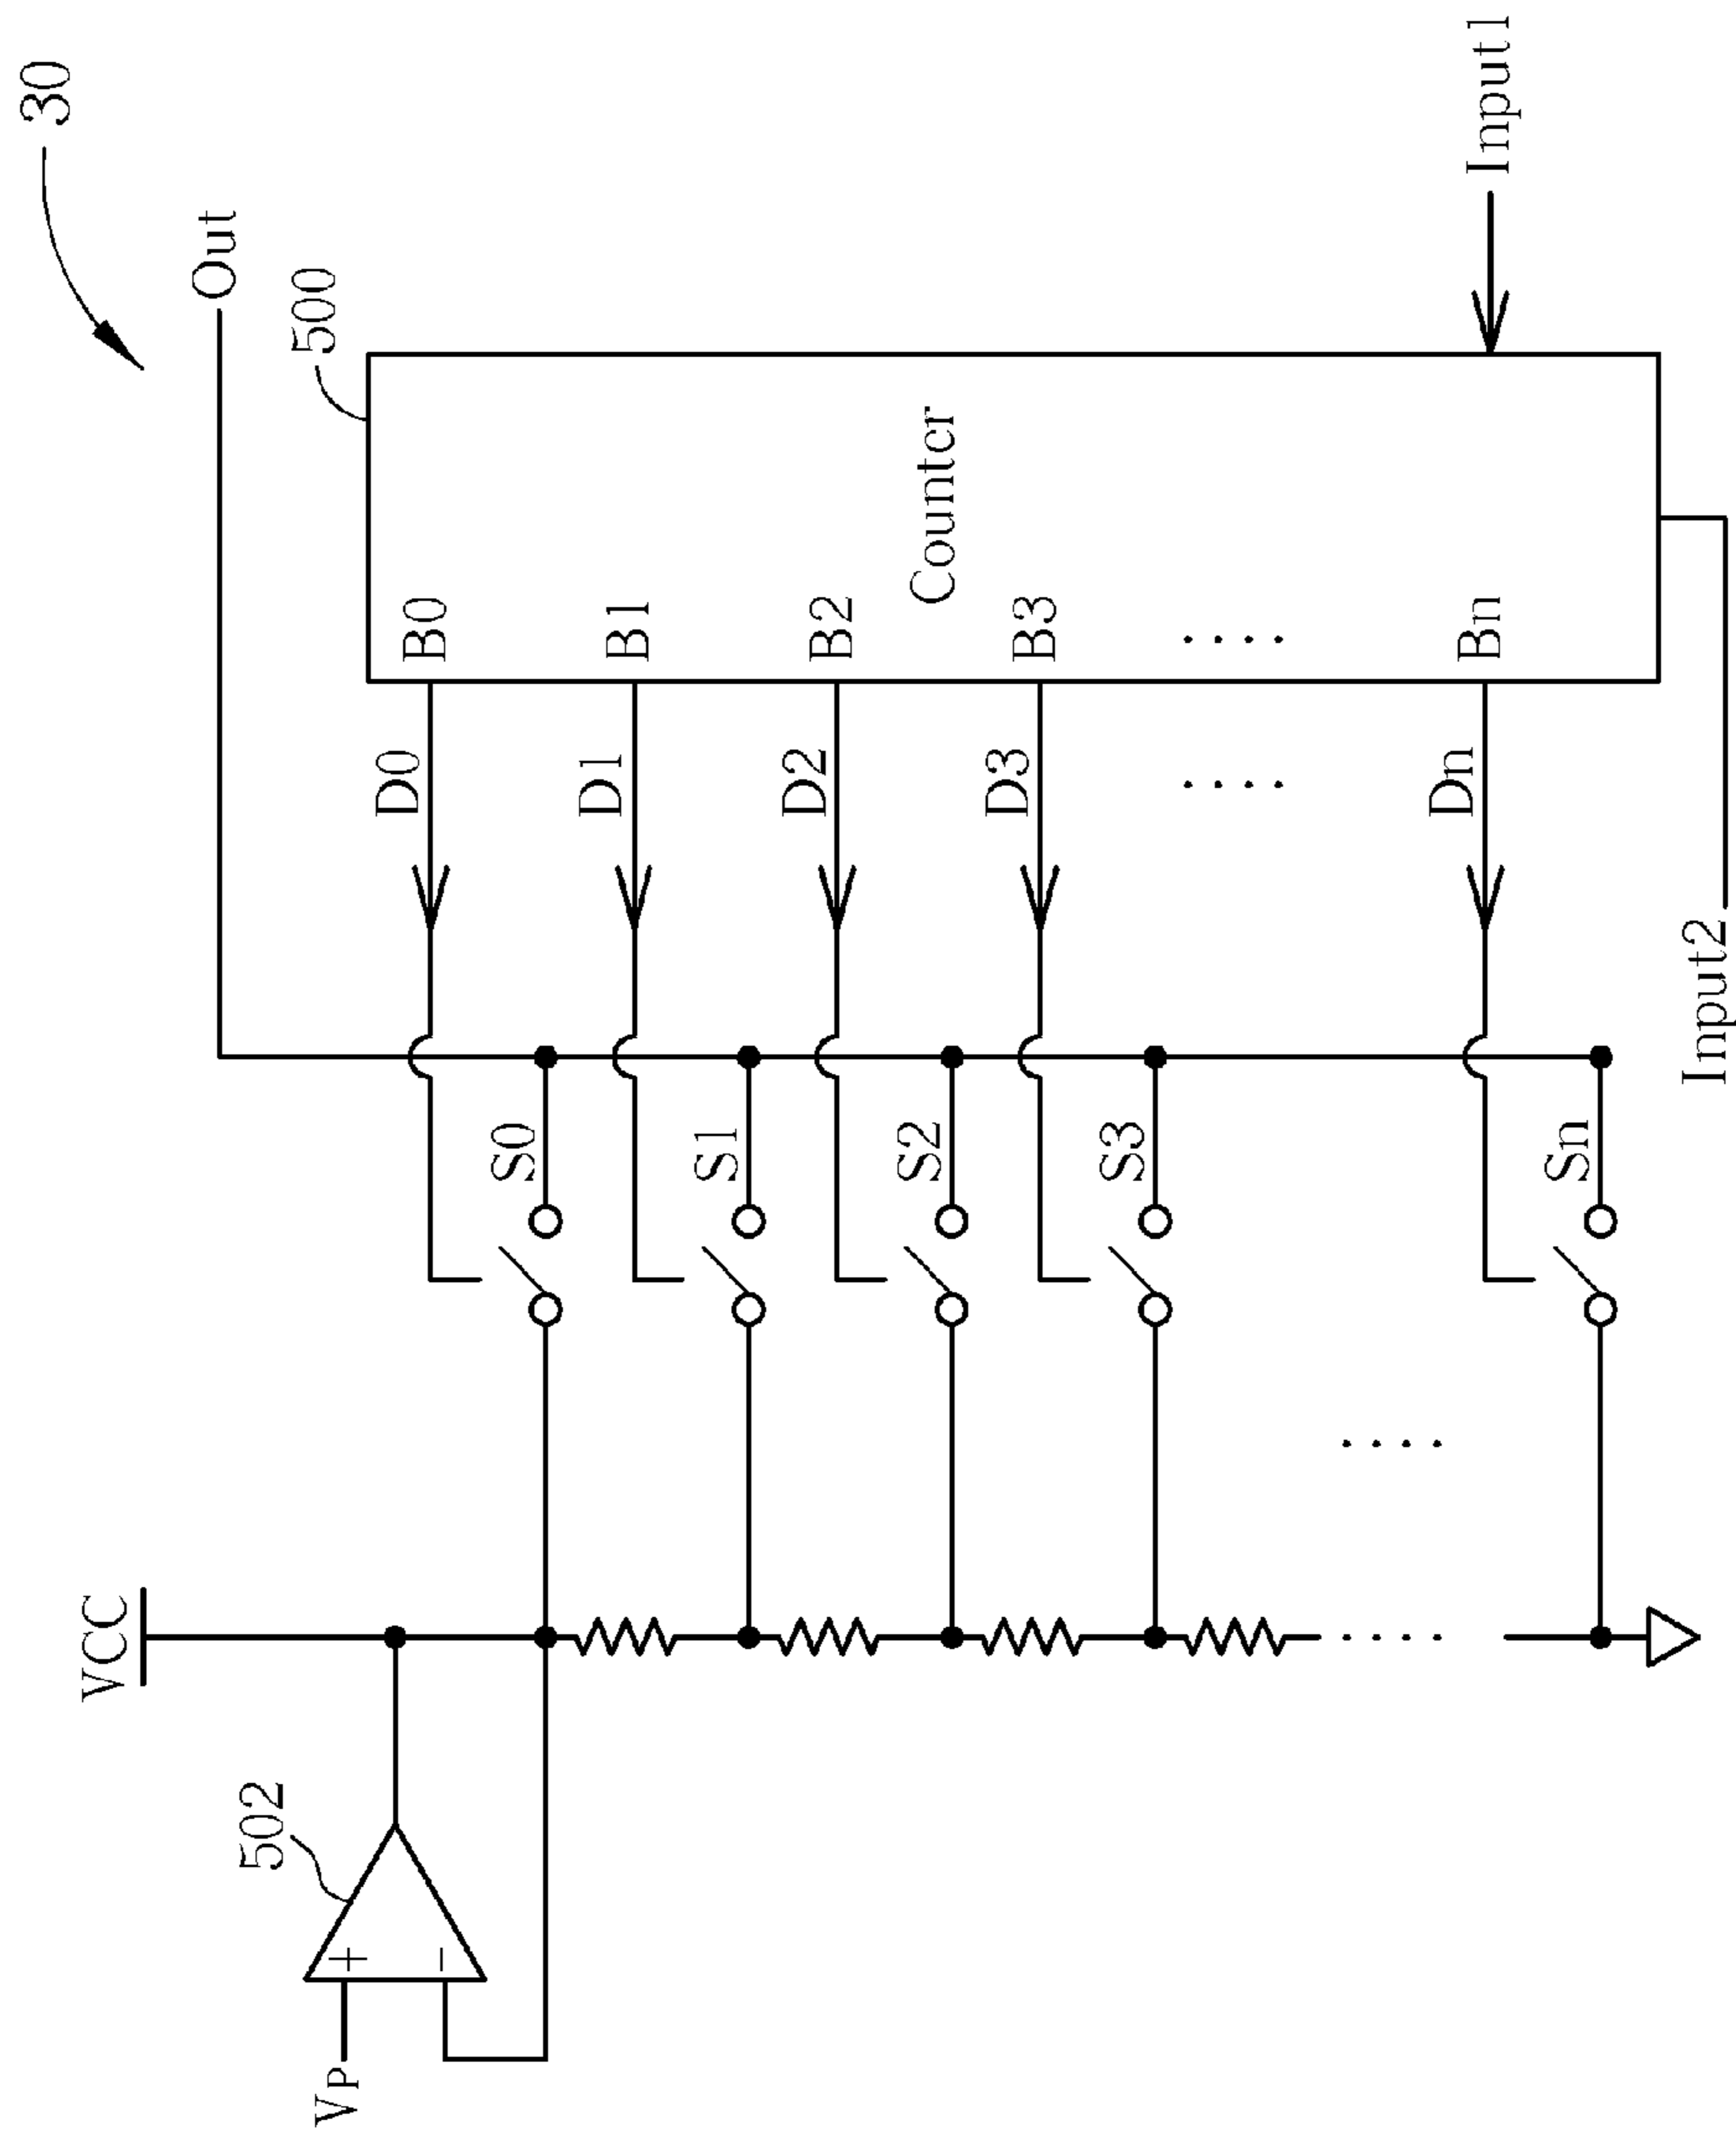 30
Out
500
VCC
502
+
VP
−
Counter
B0
B1
B2
B3
....
Bn
D0
D1
D2
D3
....
Dn
S0
S1
S2
S3
....
Sn
....
Input1
Input2